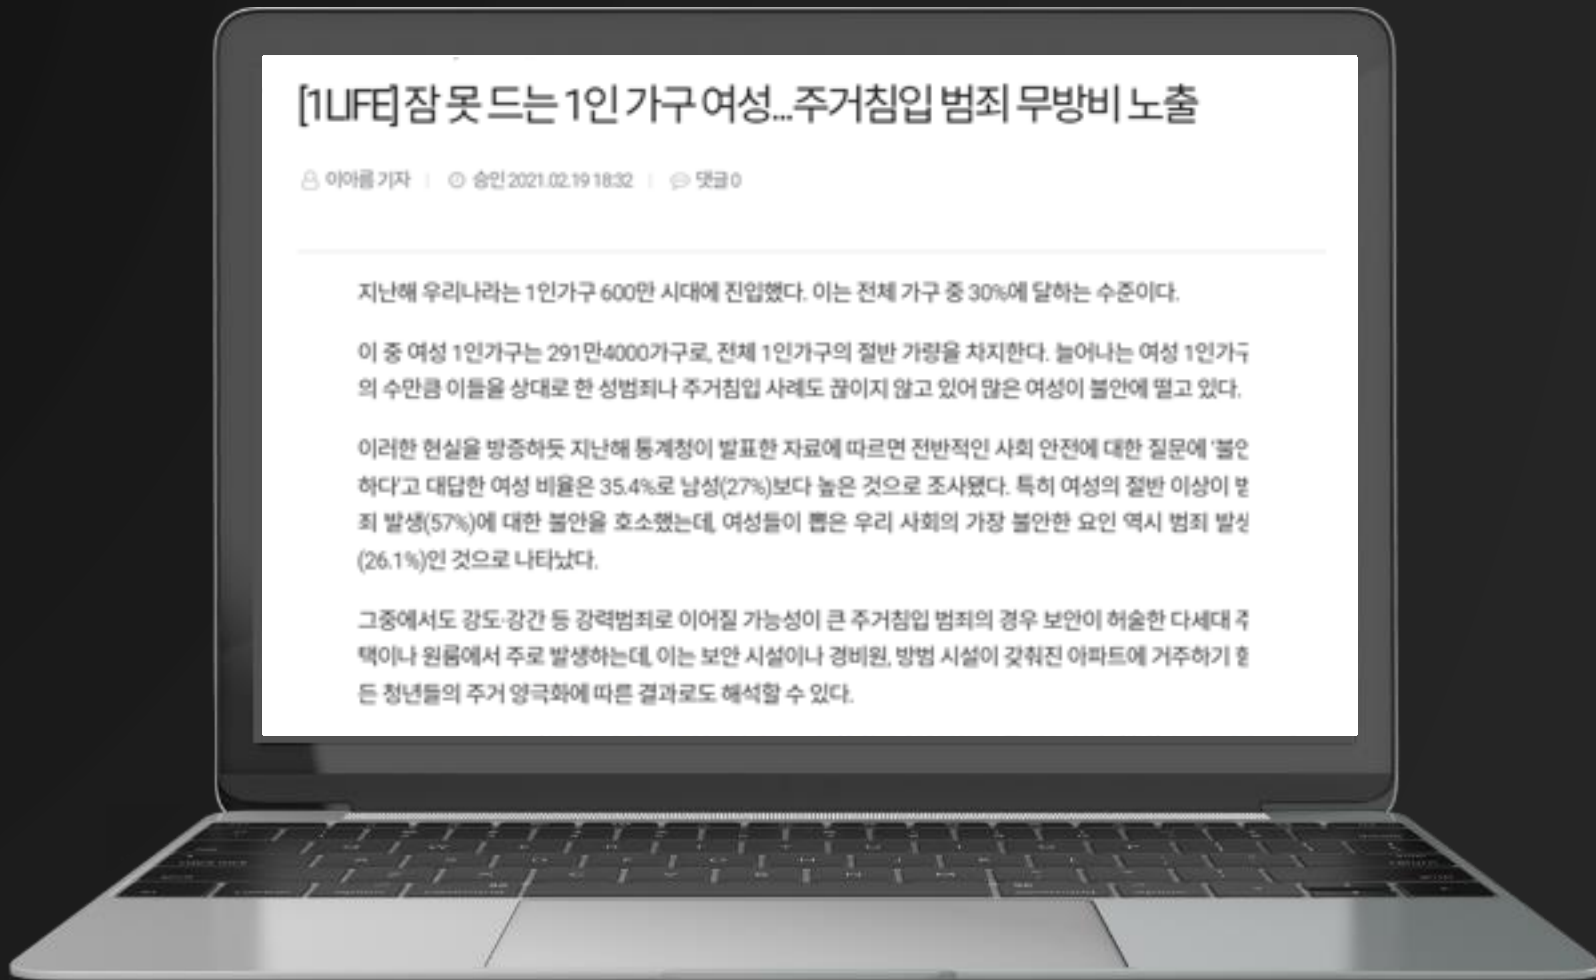 [1LIFE] 잠 못 드는 1인 가구 여성...주거침입 범죄 무방비 노출
이아름 기자 | 승인 2021.02.19 18:32 | 댓글 0
지난해 우리나라는 1인가구 600만 시대에 진입했다. 이는 전체 가구 중 30%에 달하는 수준이다.
이 중 여성 1인가구는 291만4000가구로, 전체 1인가구의 절반 가량을 차지한다. 늘어나는 여성 1인가구
의 수만큼 이들을 상대로 한 성범죄나 주거침입 사례도 끊이지 않고 있어 많은 여성이 불안에 떨고 있다.
이러한 현실을 방증하듯 지난해 통계청이 발표한 자료에 따르면 전반적인 사회 안전에 대한 질문에 '불안
하다'고 대답한 여성 비율은 35.4%로 남성(27%)보다 높은 것으로 조사됐다. 특히 여성의 절반 이상이 범
죄 발생(57%)에 대한 불안을 호소했는데, 여성들이 뽑은 우리 사회의 가장 불안한 요인 역시 범죄 발생
(26.1%)인 것으로 나타났다.
그중에서도 강도·강간 등 강력범죄로 이어질 가능성이 큰 주거침입 범죄의 경우 보안이 허술한 다세대 주
택이나 원룸에서 주로 발생하는데, 이는 보안 시설이나 경비원, 방범 시설이 갖춰진 아파트에 거주하기 힘
든 청년들의 주거 양극화에 따른 결과로도 해석할 수 있다.